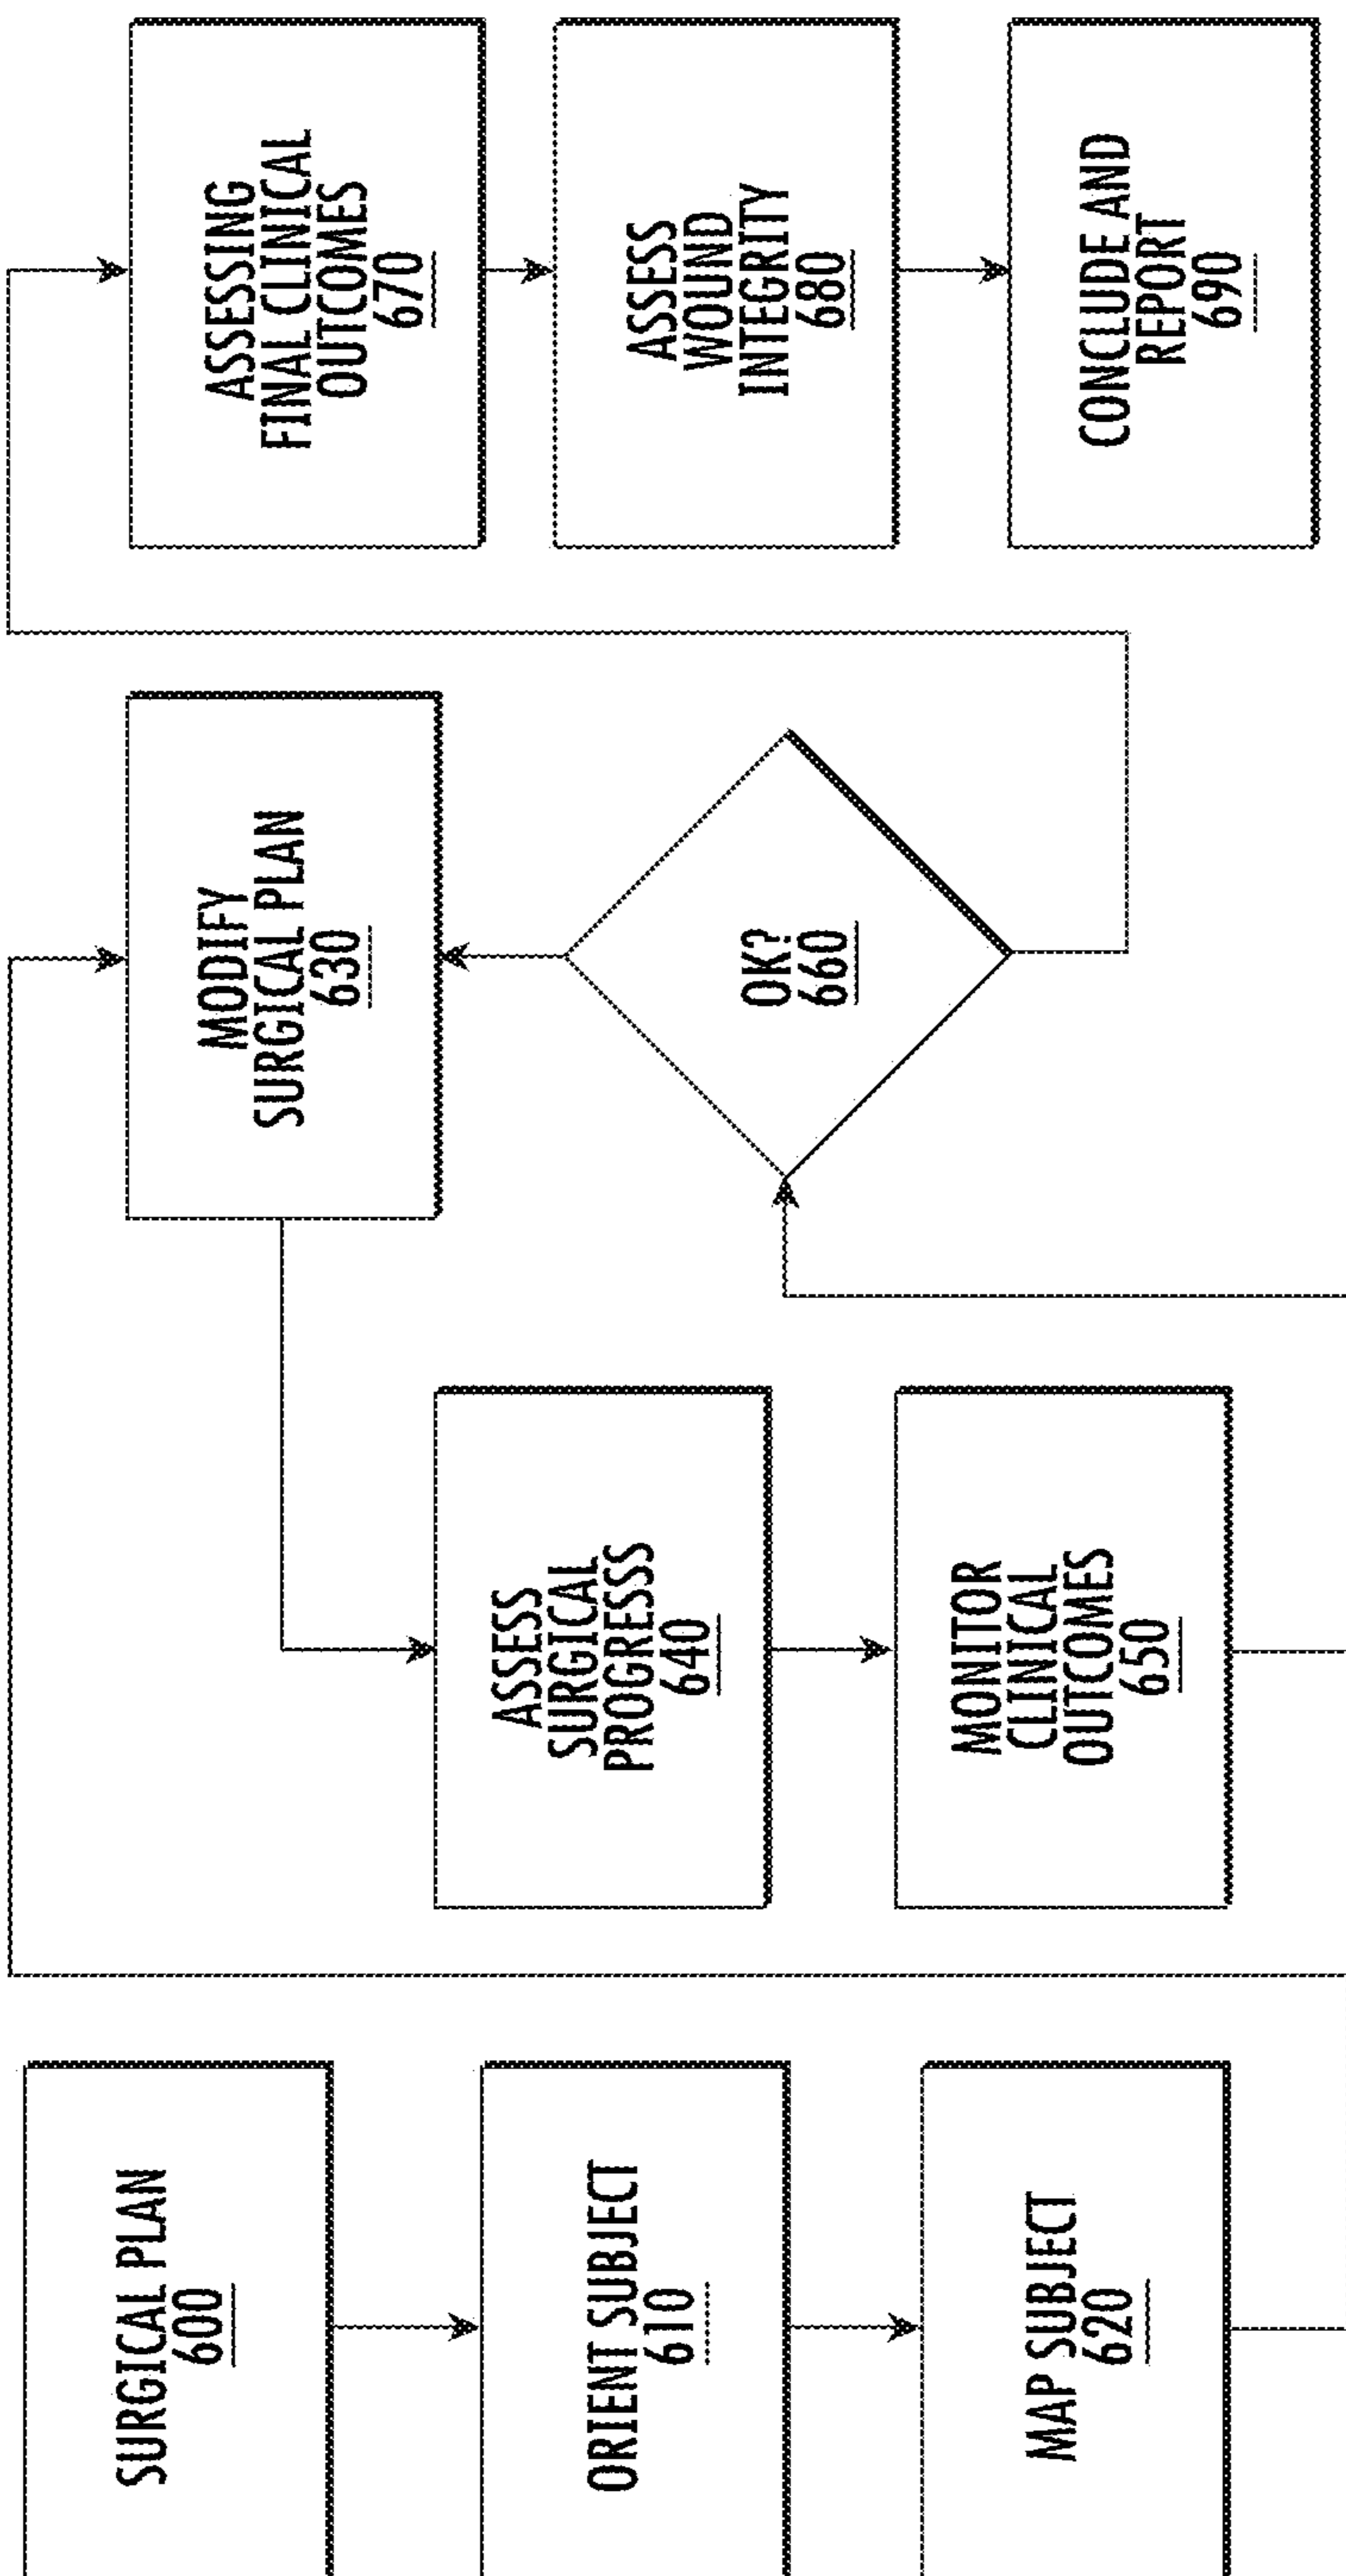 SURGICAL PLAN
600
ORIENT SUBJECT
610
MAP SUBJECT
620
MODIFY
SURGICAL PLAN
630
ASSESS
SURGICAL
PROGRESSS
640
MONITOR
CLINICAL
OUTCOMES
650
OK?
660
ASSESSING
FINAL CLINICAL
OUTCOMES
670
ASSESS
WOUND
INTEGRITY
680
CONCLUDE AND
REPORT
690